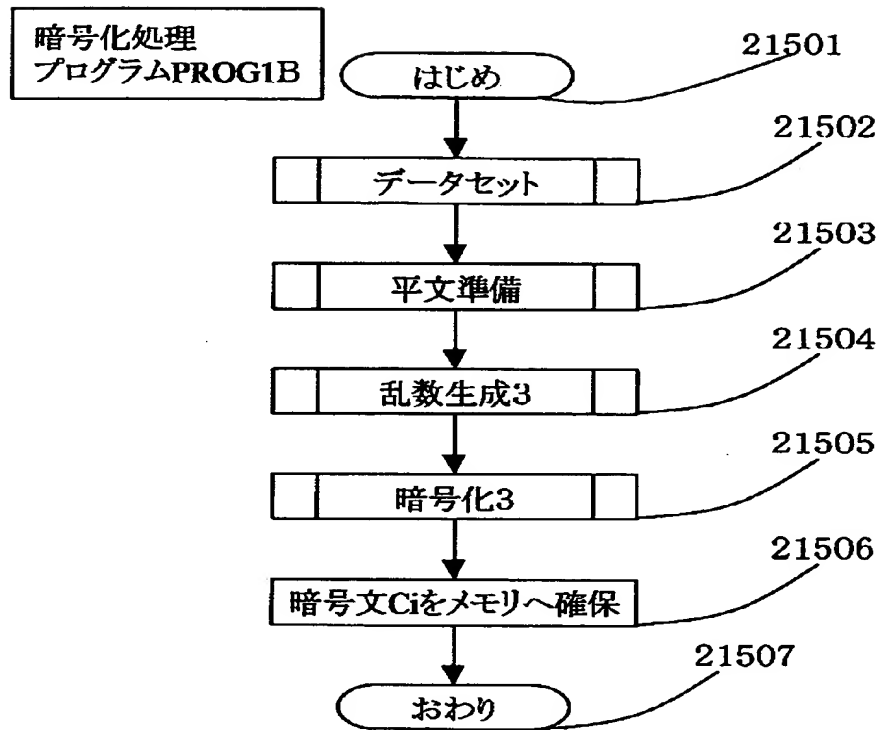 暗号化処理
プログラムPROG1B
はじめ
21501
データセット
21502
平文準備
21503
乱数生成3
21504
暗号化3
21505
暗号文Ciをメモリへ確保
21506
おわり
21507